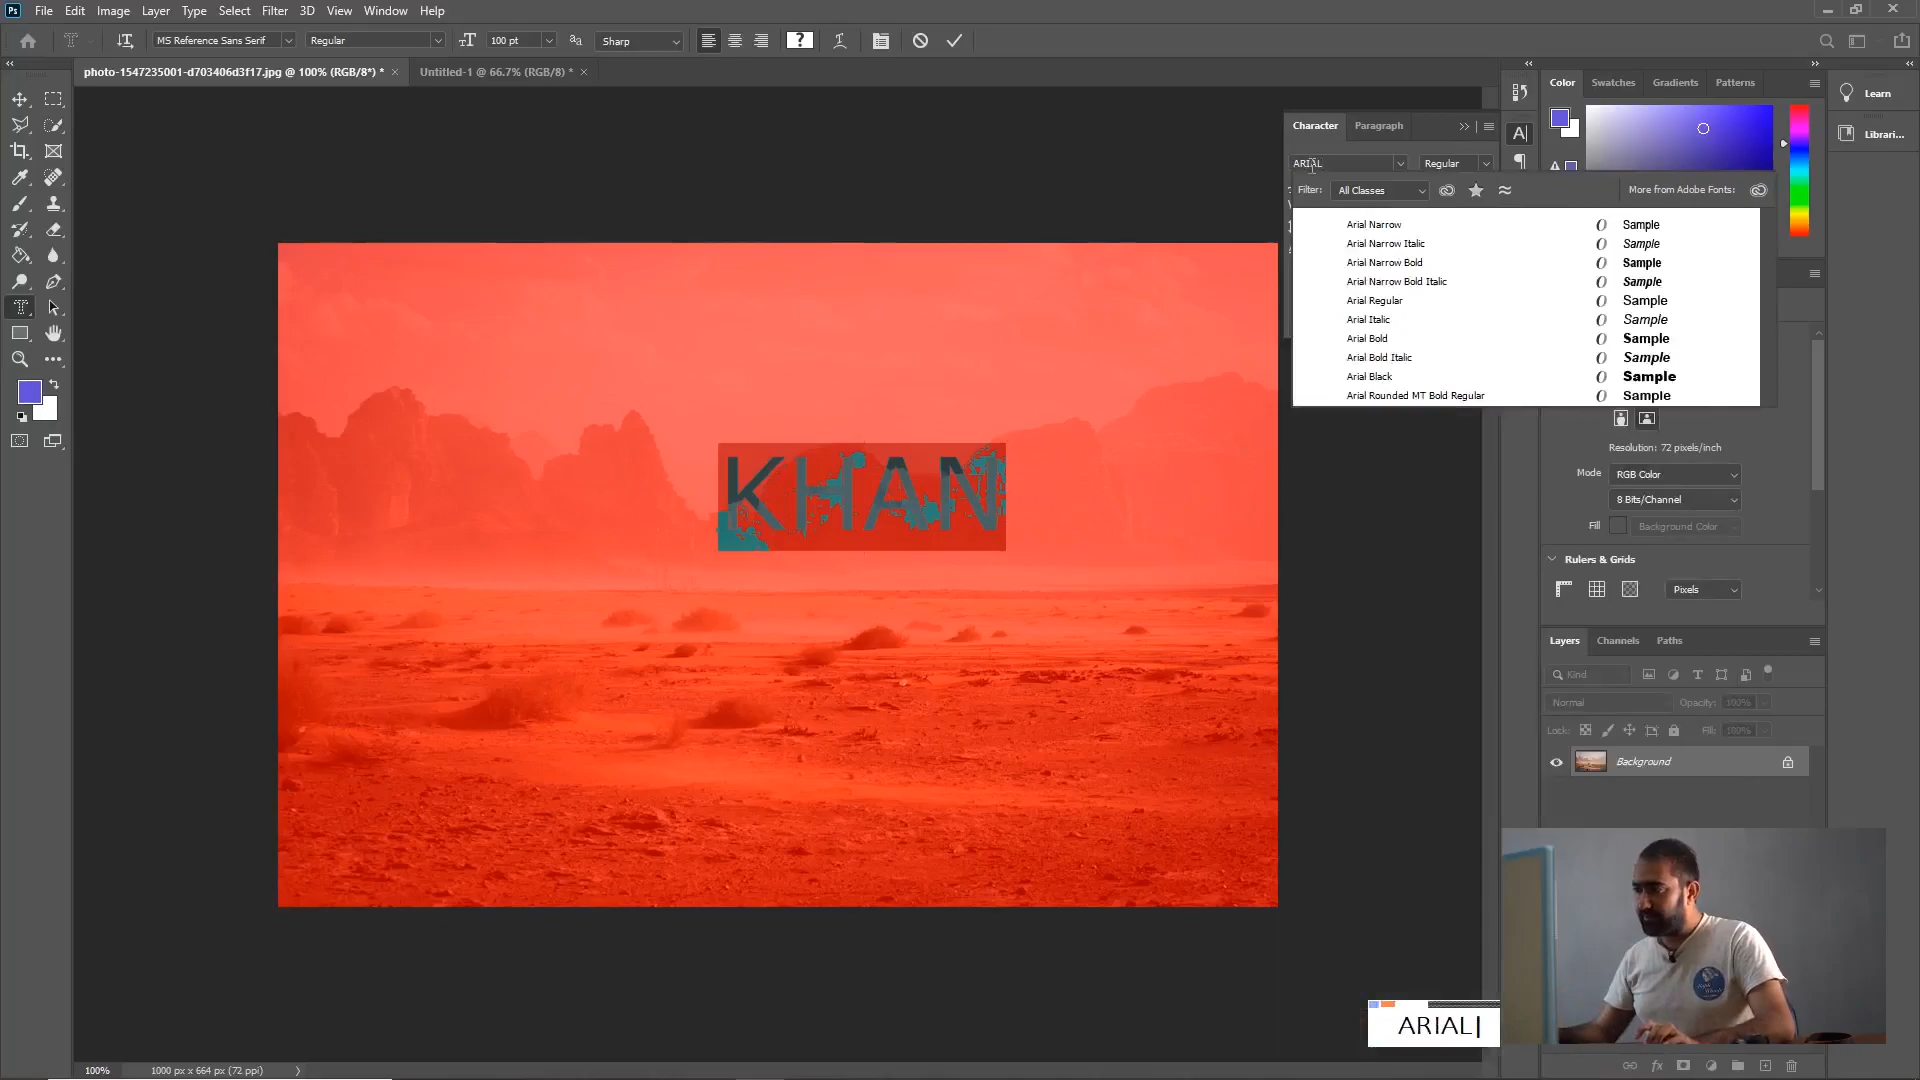 Ps File Edit Image Layer Type Select Filter 3D View Window Help
T MS Reference Sans Serif Regular 100 pt Sharp ?
photo-1547235001-d703406d3f17.jpg @ 100% (RGB/8*) * × Untitled-1 @ 66.7% (RGB/8) * ×
Color Swatches Gradients Patterns
Learn
Librari...
Character Paragraph
ARIAL Regular
Filter: All Classes More from Adobe Fonts:
Arial Narrow O Sample
Arial Narrow Italic O Sample
Arial Narrow Bold O Sample
Arial Narrow Bold Italic O Sample
Arial Regular O Sample
Arial Italic O Sample
Arial Bold O Sample
Arial Bold Italic O Sample
Arial Black O Sample
Arial Rounded MT Bold Regular O Sample
KHAN
Resolution: 72 pixels/inch
Mode RGB Color
8 Bits/Channel
Fill Background Color
Rulers & Grids
Pixels
Layers Channels Paths
Kind
Normal Opacity: 100%
Lock: Fill: 100%
Background
ARIAL
100% 1000 px x 664 px (72 ppi)